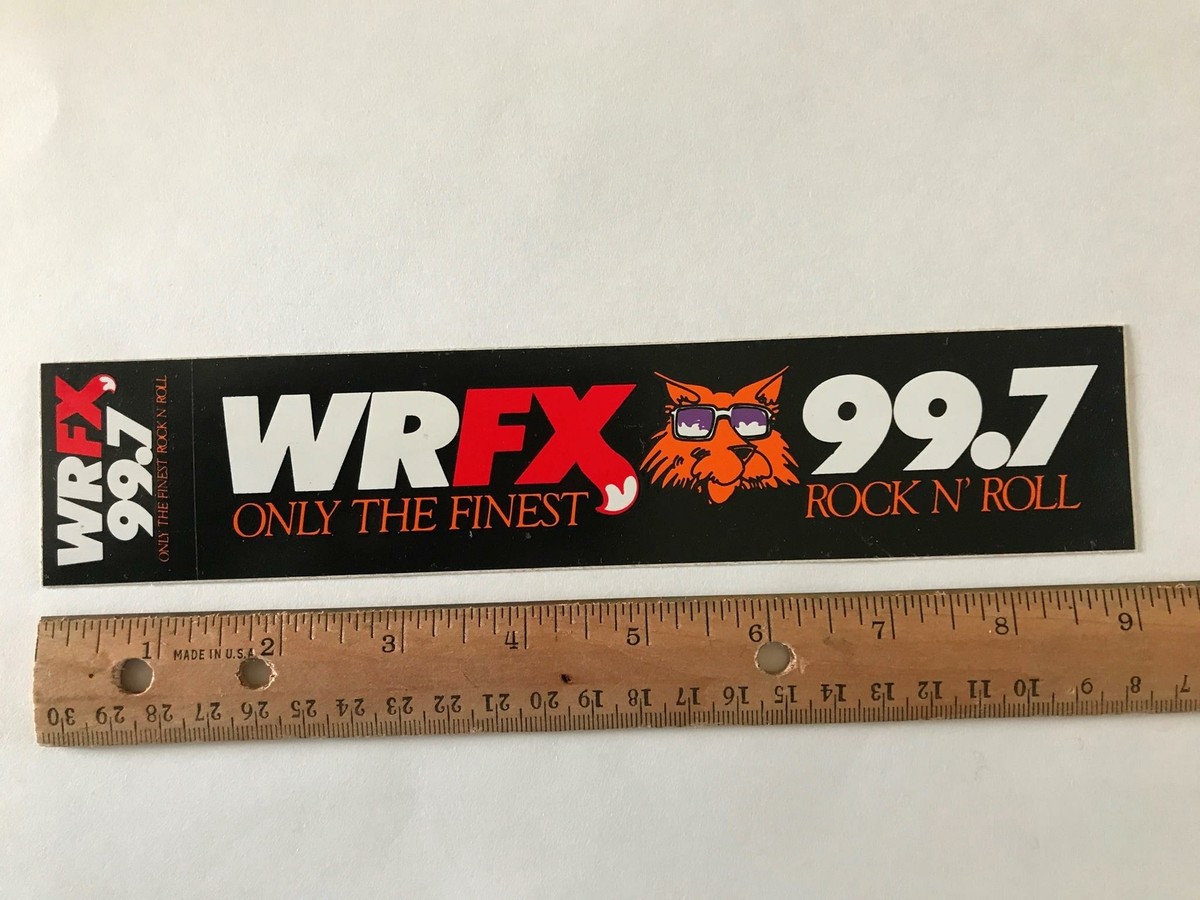 WRFX
99.7
ONLY THE FINEST ROCK N ROLL
WRFX 99.7
ONLY THE FINEST ROCK N' ROLL
1 2 3 4 5 6 7 8 9
MADE IN U.S.A
30 29 28 27 26 25 24 23 22 21 20 19 18 17 16 15 14 13 12 11 10 9 8 7